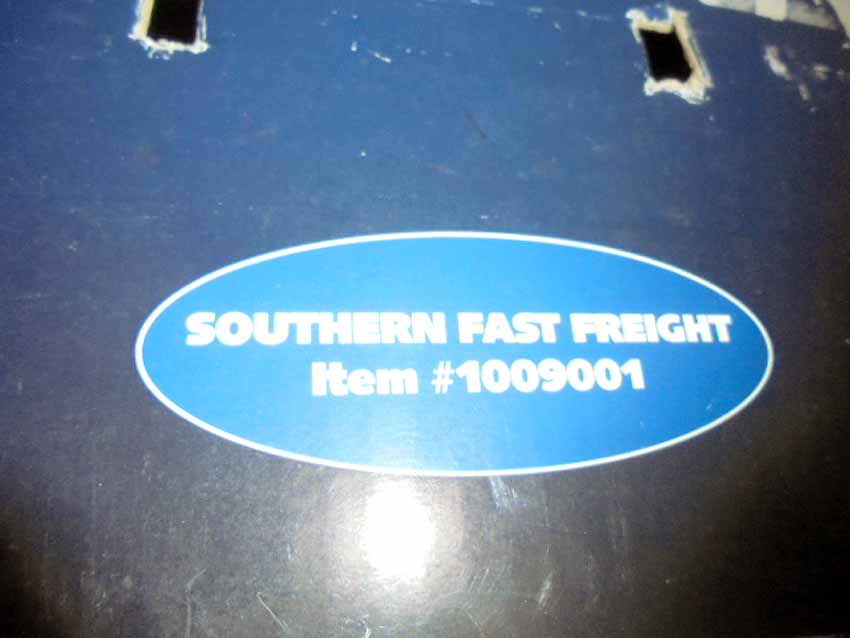 SOUTHERN FAST FREIGHT
Item #1009001